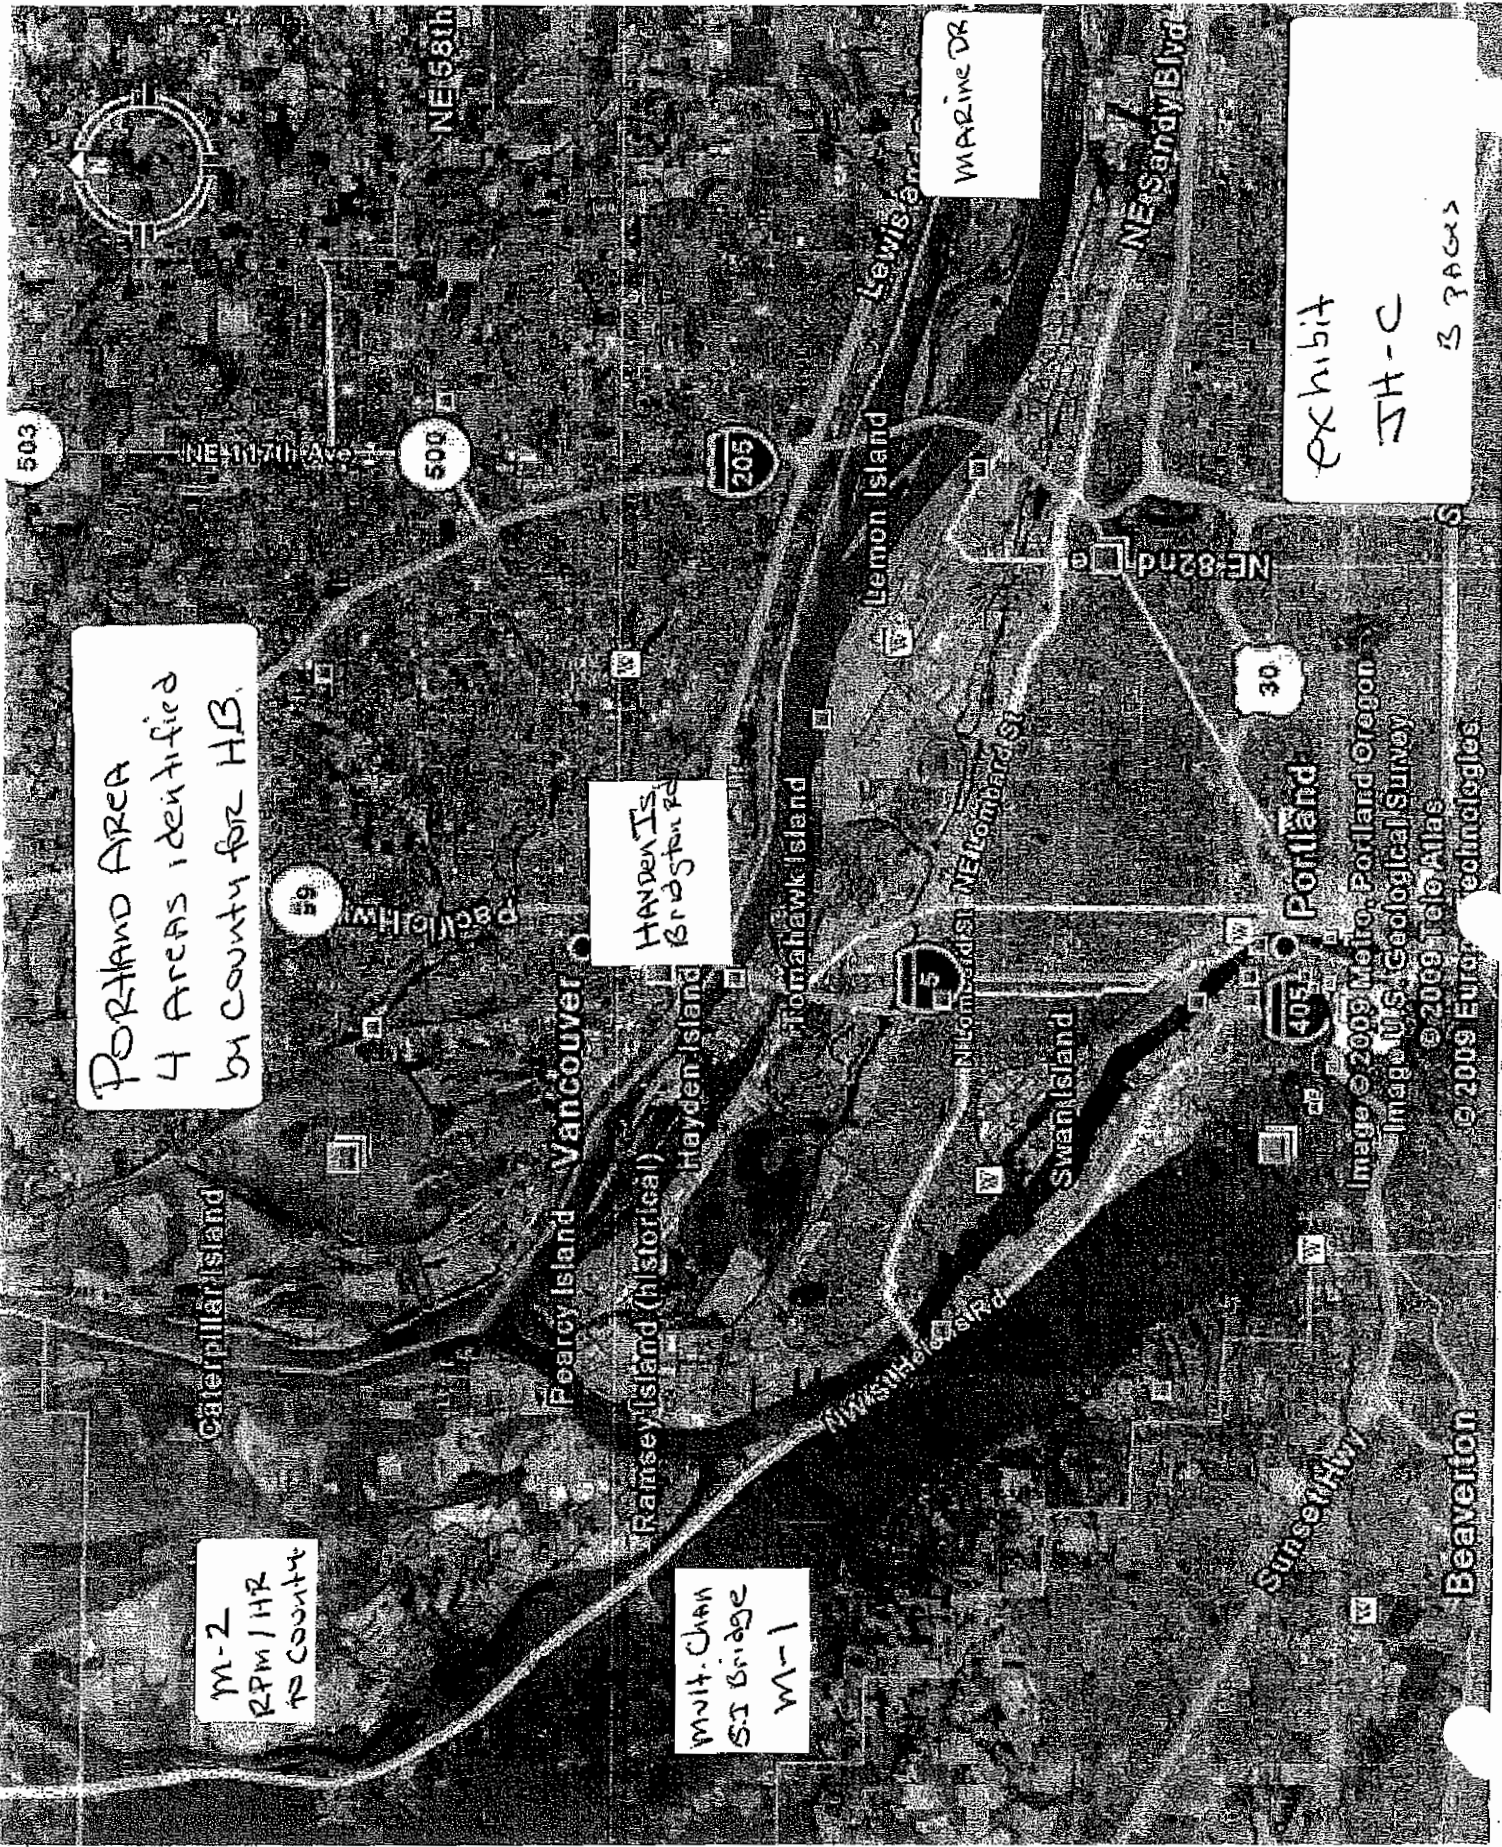 PORTLAND AREA
4 AREAS identified
by County for HB.
503
NE 117th Ave
500
NE 58th
205
Pacific Hwy
HAYDEN Is.
Bridgton Rd
MARINE DR
Lewis and
Lemon Island
Tomahawk Island
Vancouver
Hayden Island
Caterpillar Island
Pearcy Island
Ramsey Island (historical)
M-2
RPM / HR
to County
Mult. Chan
S.I Bridge
M-1
NW St Helens Rd
N Lombard St
NE Lombard St
5
Swan Island
NE Sandy Blvd
NE 82nd
30
Portland
405
Sunset Hwy
Beaverton
exhibit
JH-C
3 PAGES
Image © 2009 Metro, Portland Oregon
Image U.S. Geological Survey
© 2009 Tele Atlas
© 2009 Europa Technologies